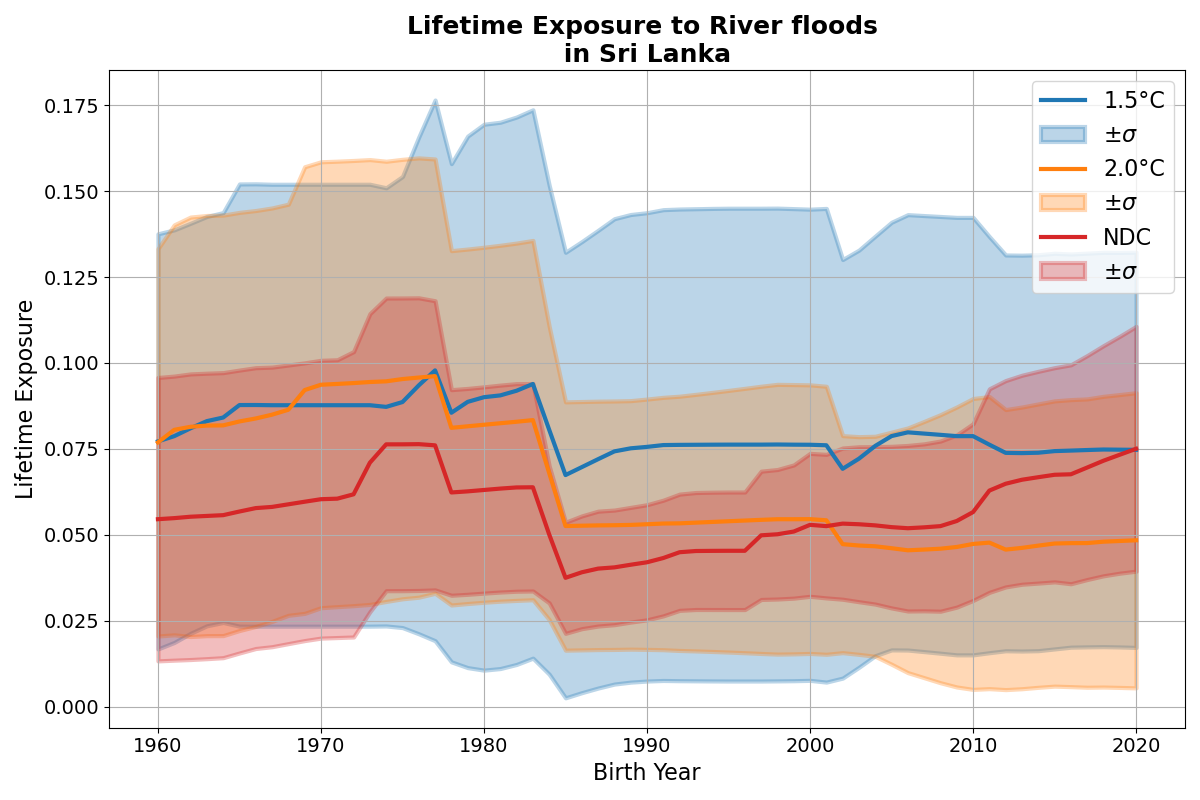 Lifetime Exposure to River floods
in Sri Lanka
Lifetime Exposure
0.175
0.150
0.125
0.100
0.075
0.050
0.025
0.000
1960
1970
1980
1990
2000
2010
2020
Birth Year
1.5°C
±σ
2.0°C
±σ
NDC
±σ